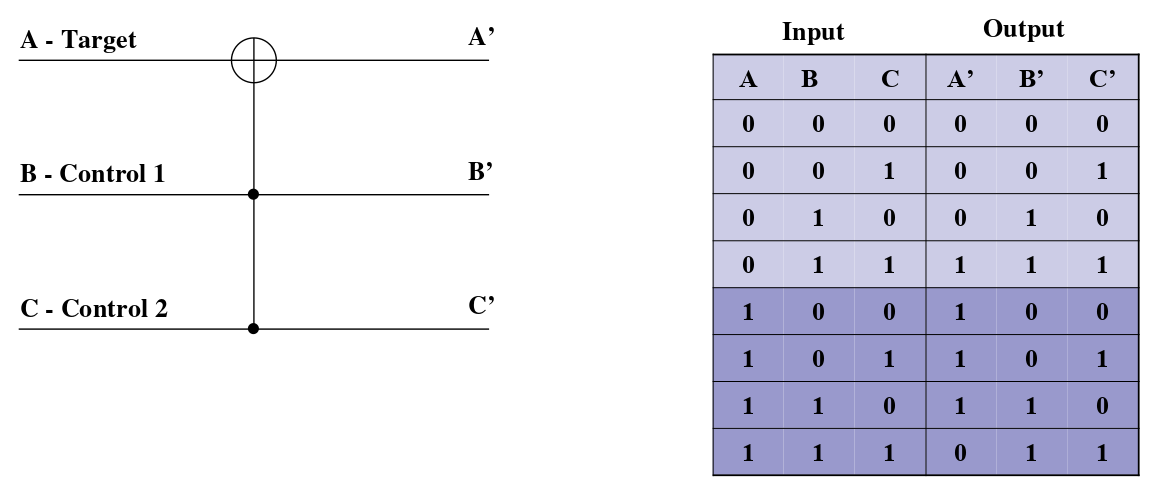 A - Target A’
B - Control 1 B’
C - Control 2 C’
Input Output
A B C A’ B’ C’
0 0 0 0 0 0
0 0 1 0 0 1
0 1 0 0 1 0
0 1 1 1 1 1
1 0 0 1 0 0
1 0 1 1 0 1
1 1 0 1 1 0
1 1 1 0 1 1